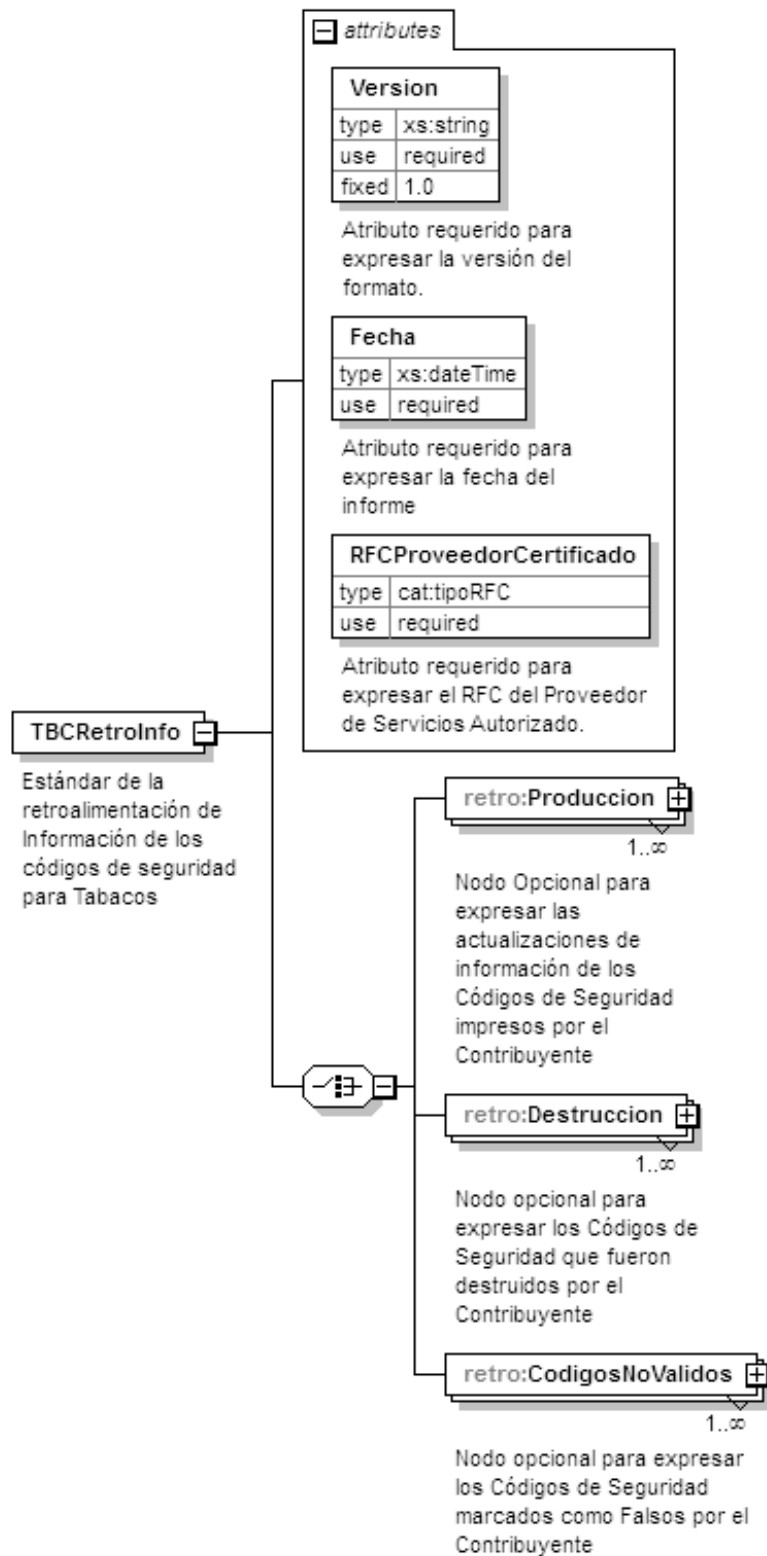 attributes
Version
type xs:string
use required
fixed 1.0
Atributo requerido para
expresar la versión del
formato.
Fecha
type xs:dateTime
use required
Atributo requerido para
expresar la fecha del
informe
RFCProveedorCertificado
type cat:tipoRFC
use required
Atributo requerido para
expresar el RFC del Proveedor
de Servicios Autorizado.
TBCRetroInfo
Estándar de la
retroalimentación de
Información de los
códigos de seguridad
para Tabacos
retro:Produccion
1..∞
Nodo Opcional para
expresar las
actualizaciones de
información de los
Códigos de Seguridad
impresos por el
Contribuyente
retro:Destruccion
1..∞
Nodo opcional para
expresar los Códigos de
Seguridad que fueron
destruidos por el
Contribuyente
retro:CodigosNoValidos
1..∞
Nodo opcional para expresar
los Códigos de Seguridad
marcados como Falsos por el
Contribuyente